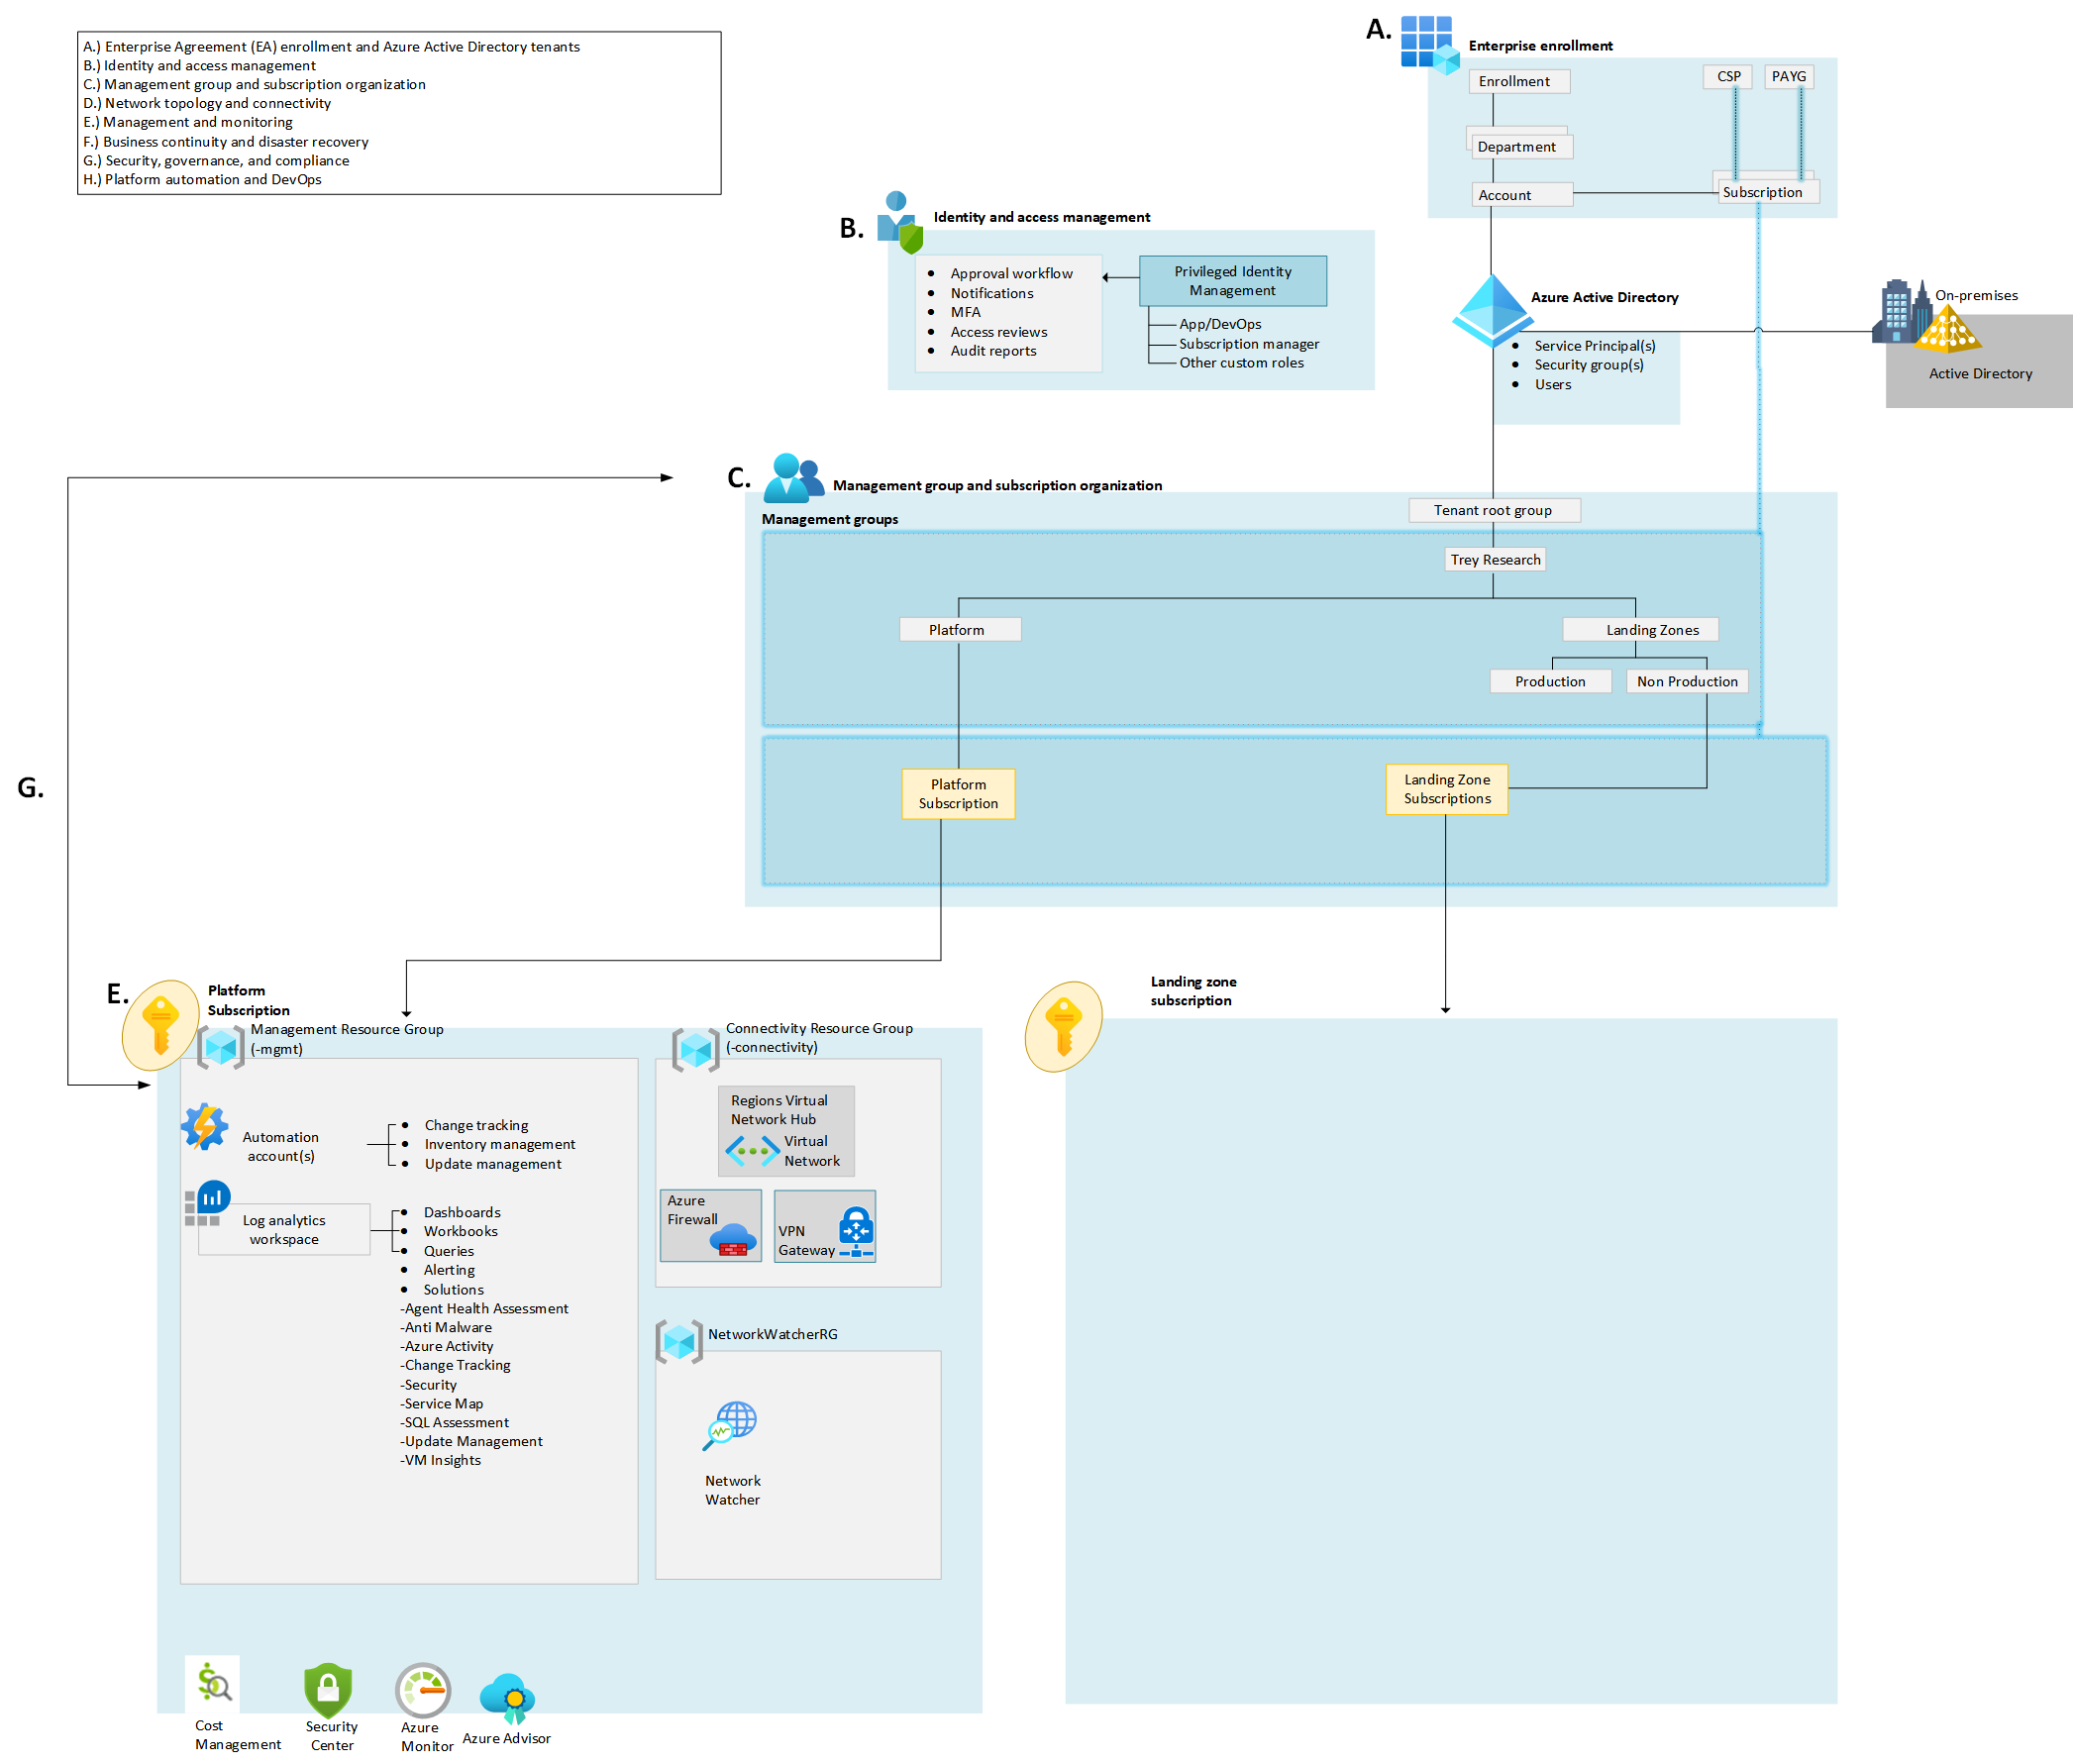 A.) Enterprise Agreement (EA) enrollment and Azure Active Directory tenants
B.) Identity and access management
C.) Management group and subscription organization
D.) Network topology and connectivity
E.) Management and monitoring
F.) Business continuity and disaster recovery
G.) Security, governance, and compliance
H.) Platform automation and DevOps
A.
Enterprise enrollment
Enrollment
CSP
PAYG
Department
Account
Subscription
B.
Identity and access management
Approval workflow
Notifications
MFA
Access reviews
Audit reports
Privileged Identity
Management
App/DevOps
Subscription manager
Other custom roles
Azure Active Directory
Service Principal(s)
Security group(s)
Users
On-premises
Active Directory
C.
Management group and subscription organization
Management groups
Tenant root group
Trey Research
Platform
Landing Zones
Production
Non Production
Platform
Subscription
Landing Zone
Subscriptions
G.
E.
Platform
Subscription
Management Resource Group
(-mgmt)
Automation
account(s)
Change tracking
Inventory management
Update management
Log analytics
workspace
Dashboards
Workbooks
Queries
Alerting
Solutions
-Agent Health Assessment
-Anti Malware
-Azure Activity
-Change Tracking
-Security
-Service Map
-SQL Assessment
-Update Management
-VM Insights
Connectivity Resource Group
(-connectivity)
Regions Virtual
Network Hub
Virtual
Network
Azure
Firewall
VPN
Gateway
NetworkWatcherRG
Network
Watcher
Cost
Management
Security
Center
Azure
Monitor
Azure Advisor
Landing zone
subscription